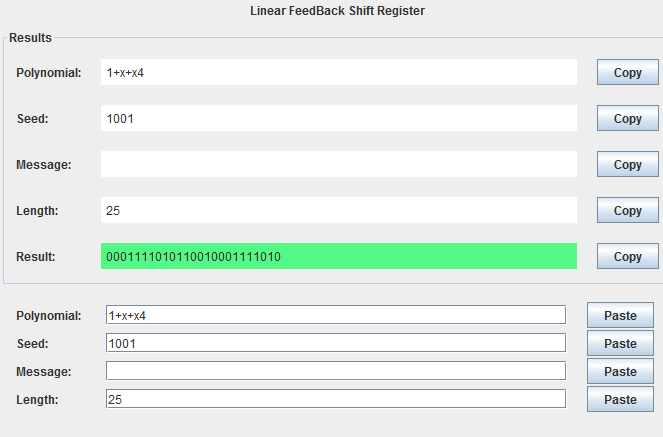 Linear FeedBack Shift Register
Results
Polynomial: 1+x+x4 Copy
Seed: 1001 Copy
Message: Copy
Length: 25 Copy
Result: 0001111010110010001111010 Copy
Polynomial: 1+x+x4 Paste
Seed: 1001 Paste
Message: Paste
Length: 25 Paste